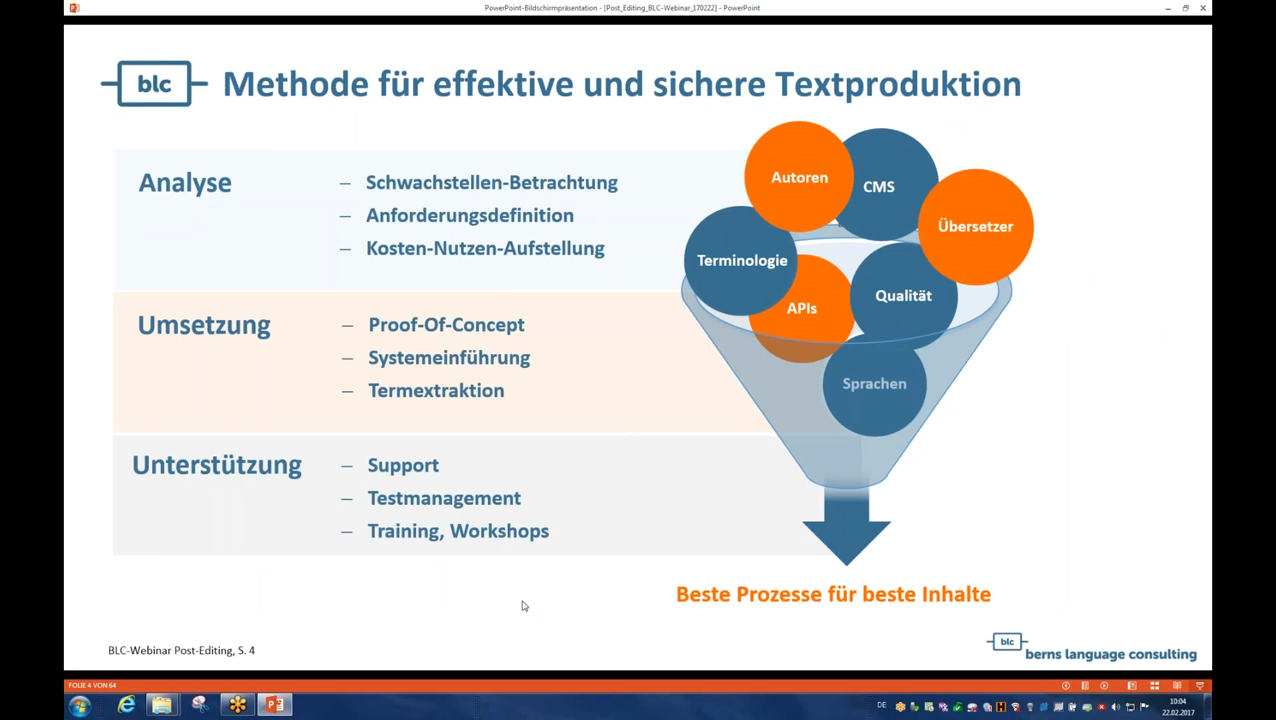 PowerPoint-Bildschirmpräsentation - [Post_Editing_BLC-Webinar_170222] - PowerPoint
blc
Methode für effektive und sichere Textproduktion
Analyse
– Schwachstellen-Betrachtung
– Anforderungsdefinition
– Kosten-Nutzen-Aufstellung
Umsetzung
– Proof-Of-Concept
– Systemeinführung
– Termextraktion
Unterstützung
– Support
– Testmanagement
– Training, Workshops
Autoren
CMS
Übersetzer
Terminologie
APIs
Qualität
Sprachen
Beste Prozesse für beste Inhalte
BLC-Webinar Post-Editing, S. 4
blc
berns language consulting
FOLIE 4 VON 64
DE
10:04
22.02.2017